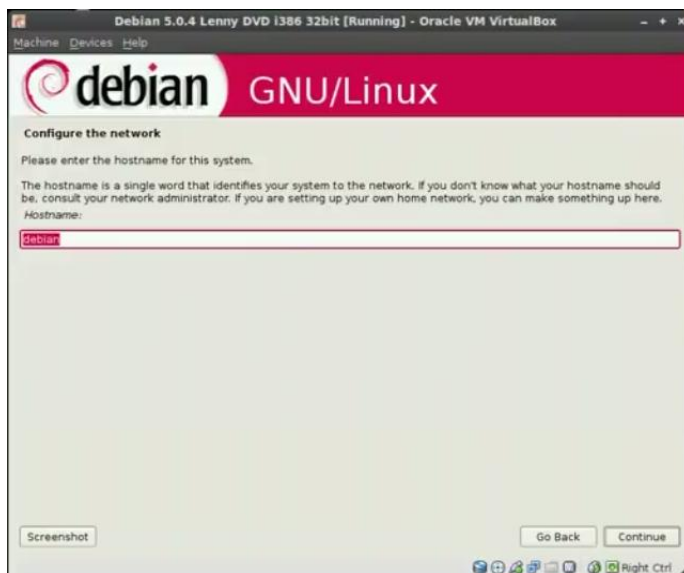 Debian 5.0.4 Lenny DVD i386 32bit [Running] - Oracle VM VirtualBox
Machine Devices Help
debian GNU/Linux
Configure the network
Please enter the hostname for this system.
The hostname is a single word that identifies your system to the network. If you don't know what your hostname should
be, consult your network administrator. If you are setting up your own home network, you can make something up here.
Hostname:
debian
Screenshot Go Back Continue
Right Ctrl